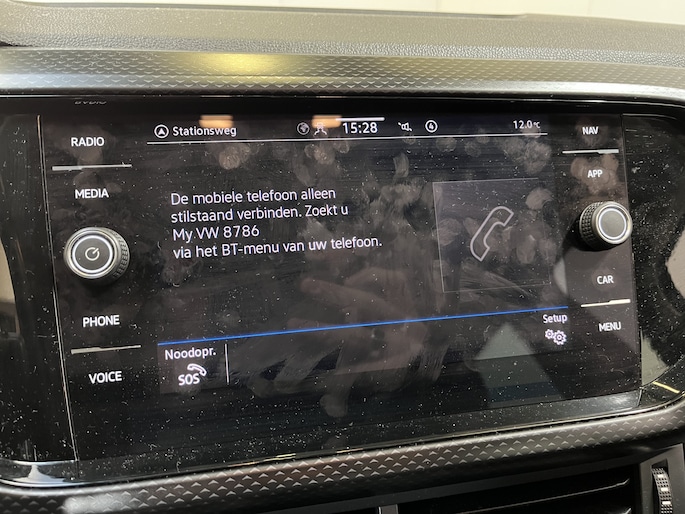 RADIO
MEDIA
PHONE
VOICE
Stationsweg
15:28
12.0°C
De mobiele telefoon alleen
stilstaand verbinden. Zoekt u
My VW 8786
via het BT-menu van uw telefoon.
Noodopr.
SOS
Setup
NAV
APP
CAR
MENU